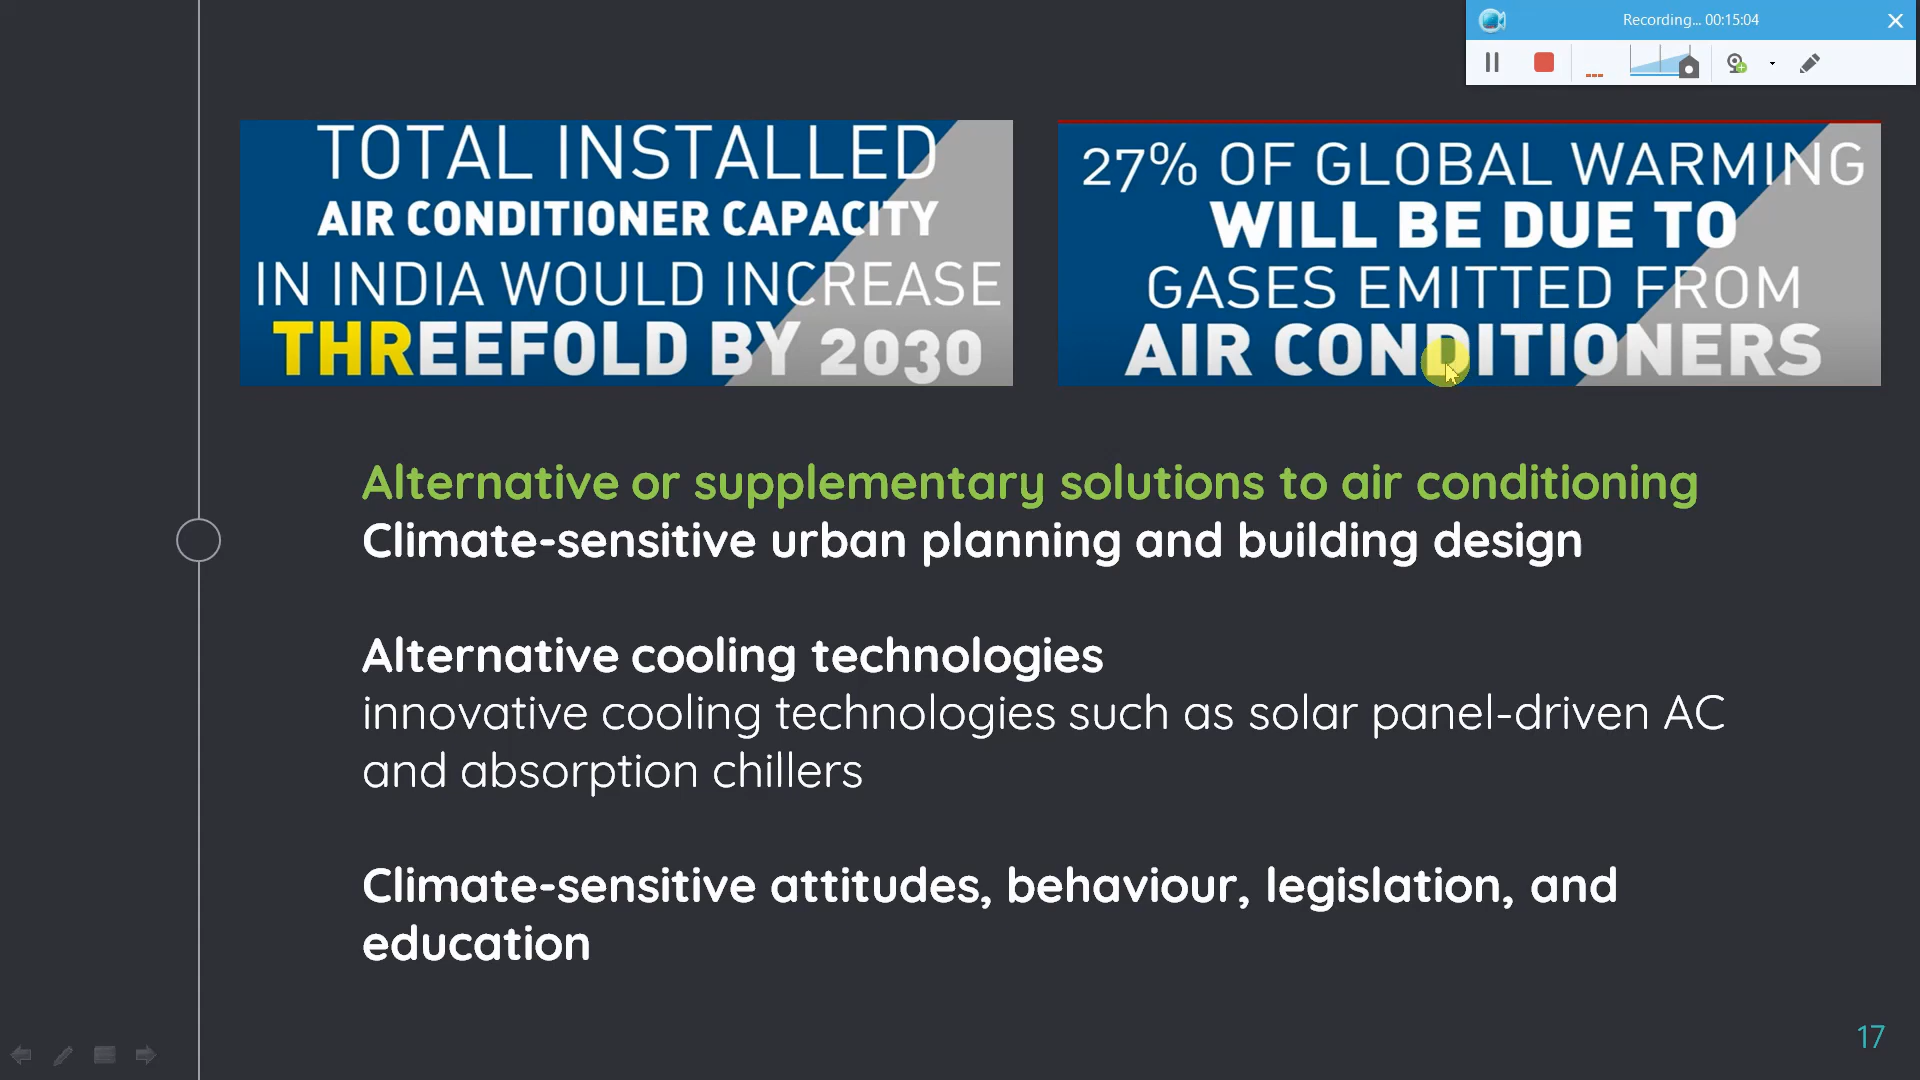 Recording... 00:15:04
TOTAL INSTALLED
AIR CONDITIONER CAPACITY
IN INDIA WOULD INCREASE
THREEFOLD BY 2030
27% OF GLOBAL WARMING
WILL BE DUE TO
GASES EMITTED FROM
AIR CONDITIONERS
Alternative or supplementary solutions to air conditioning
Climate-sensitive urban planning and building design
Alternative cooling technologies
innovative cooling technologies such as solar panel-driven AC
and absorption chillers
Climate-sensitive attitudes, behaviour, legislation, and
education
17